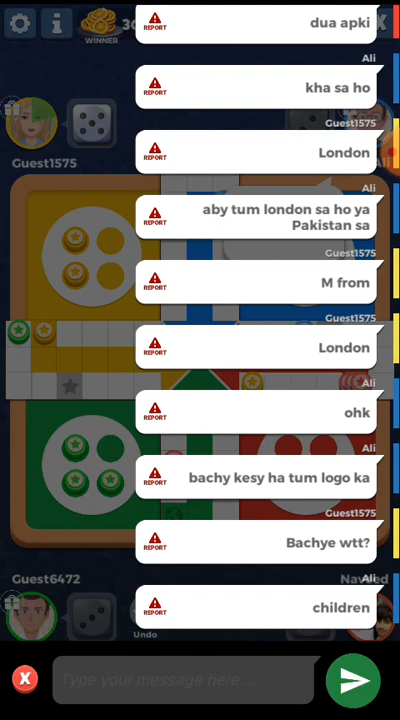 30
WINNER
X
REPORT
dua apki
Ali
REPORT
kha sa ho
Guest1575
Guest1575
REPORT
London
Ali
REPORT
aby tum london sa ho ya
Pakistan sa
Guest1575
REPORT
M from
Guest1575
REPORT
London
Ali
REPORT
ohk
Ali
REPORT
bachy kesy ha tum logo ka
Guest1575
REPORT
Bachye wtt?
Guest6472
Ali
REPORT
children
Undo
X
Type your message here....